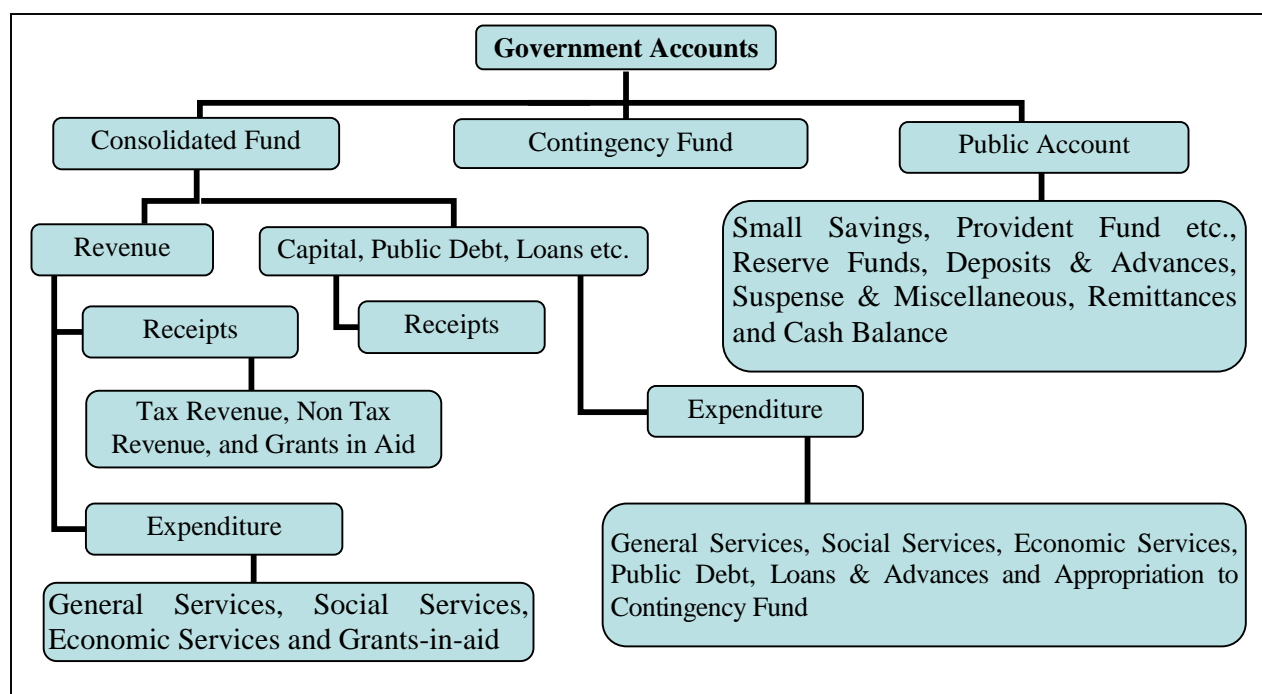 Government Accounts
Consolidated Fund
Contingency Fund
Public Account
Revenue
Capital, Public Debt, Loans etc.
Small Savings, Provident Fund etc.,
Reserve Funds, Deposits & Advances,
Suspense & Miscellaneous, Remittances
and Cash Balance
Receipts
Receipts
Tax Revenue, Non Tax
Revenue, and Grants in Aid
Expenditure
Expenditure
General Services, Social Services,
Economic Services and Grants-in-aid
General Services, Social Services, Economic Services,
Public Debt, Loans & Advances and Appropriation to
Contingency Fund